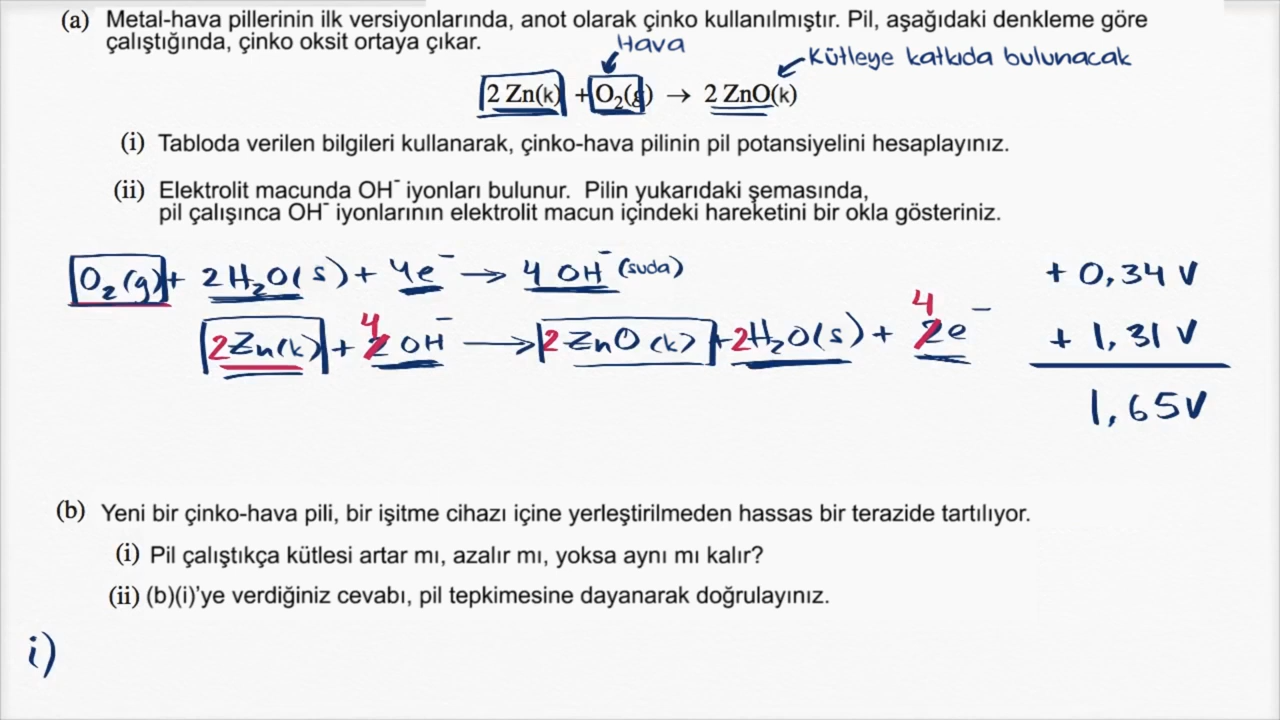 (a) Metal-hava pillerinin ilk versiyonlarında, anot olarak çinko kullanılmıştır. Pil, aşağıdaki denkleme göre
çalıştığında, çinko oksit ortaya çıkar.
Hava
Kütleye katkıda bulunacak
2 Zn(k) + O₂(g) → 2 ZnO(k)
(i) Tabloda verilen bilgileri kullanarak, çinko-hava pilinin pil potansiyelini hesaplayınız.
(ii) Elektrolit macunda OH⁻ iyonları bulunur. Pilin yukarıdaki şemasında,
pil çalışınca OH⁻ iyonlarının elektrolit macun içindeki hareketini bir okla gösteriniz.
O₂(g) + 2H₂O(s) + 4e⁻ → 4 OH⁻ (suda) + 0,34 V
2Zn(k) + 4 2 OH⁻ → 2 ZnO(k) + 2H₂O(s) + 4 2e⁻ + 1,31 V
1,65V
(b) Yeni bir çinko-hava pili, bir işitme cihazı içine yerleştirilmeden hassas bir terazide tartılıyor.
(i) Pil çalıştıkça kütlesi artar mı, azalır mı, yoksa aynı mı kalır?
(ii) (b)(i)'ye verdiğiniz cevabı, pil tepkimesine dayanarak doğrulayınız.
i)